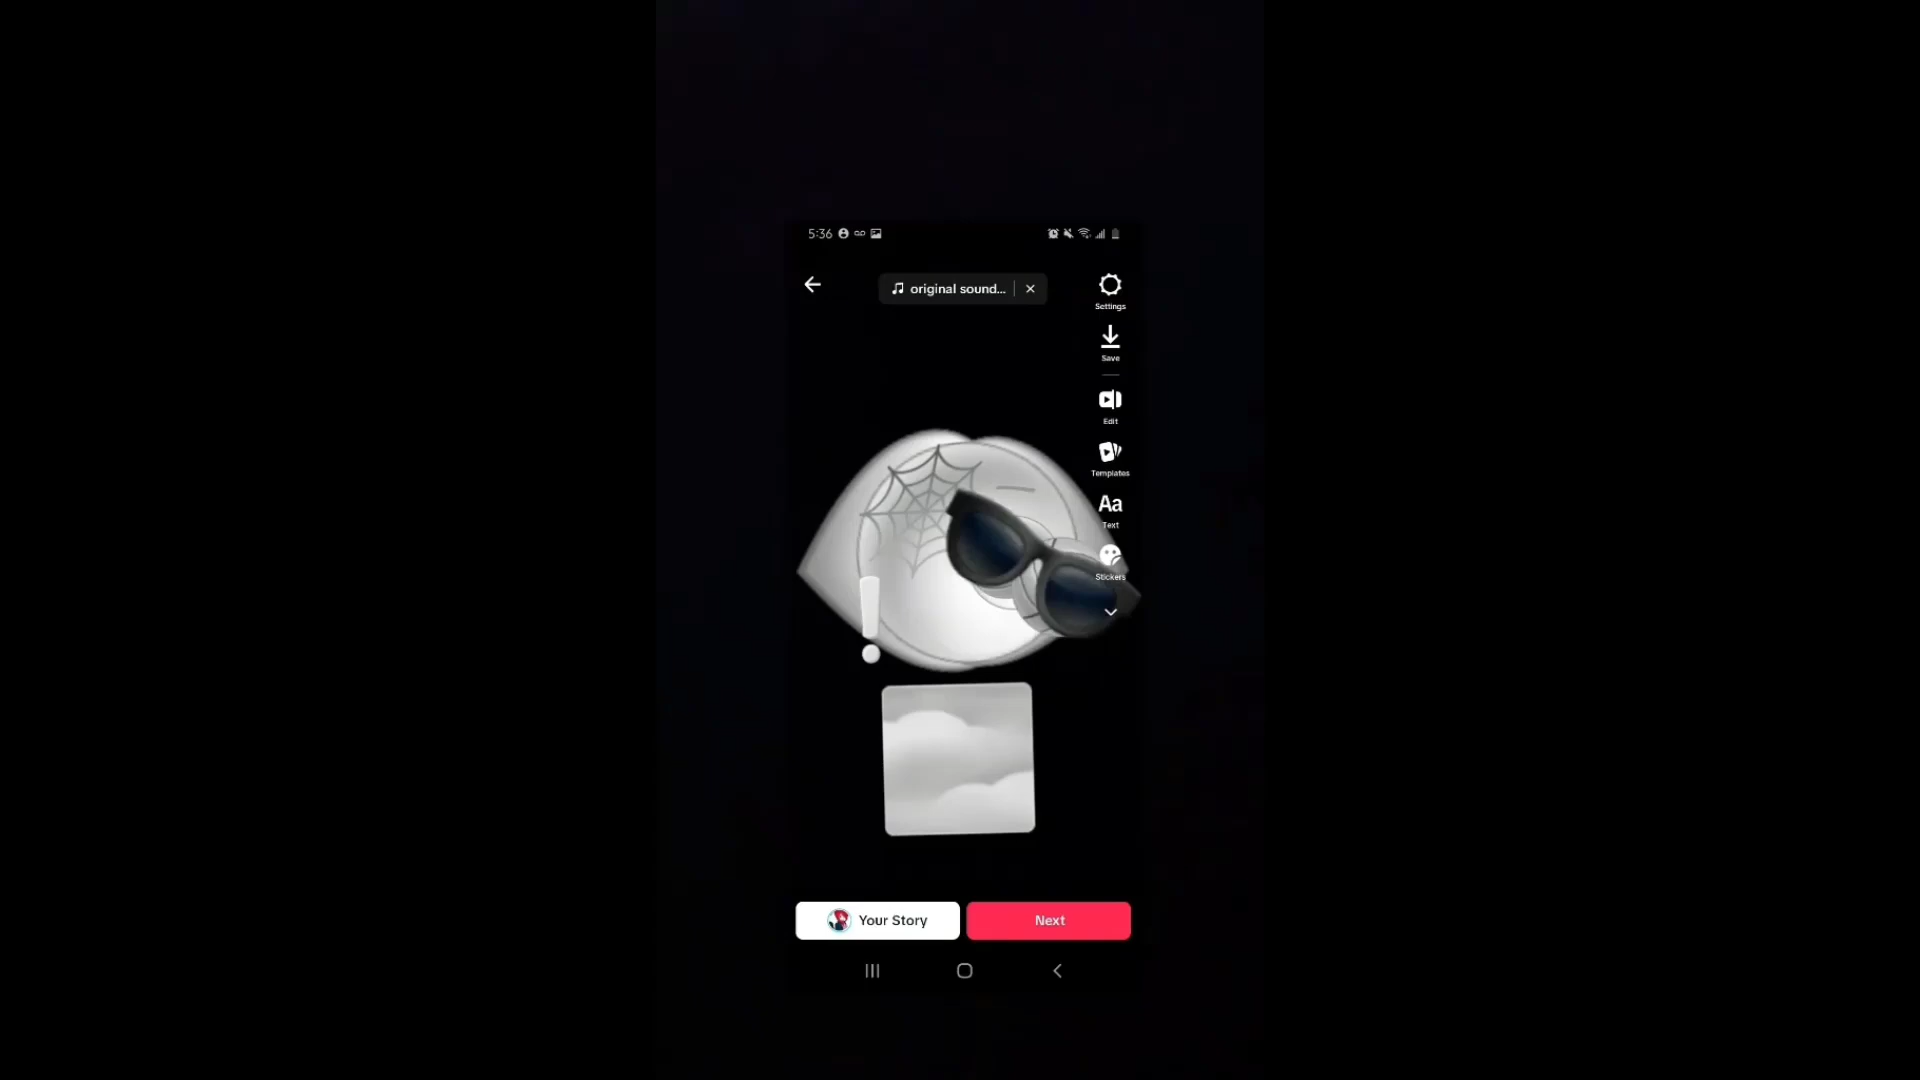 5:36
original sound...
Settings
Save
Edit
Templates
Aa
Text
Stickers
Your Story
Next